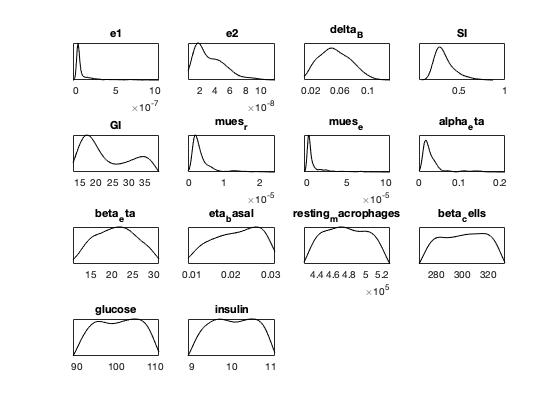 e1 e2 delta_B SI
0 5 10 2 4 6 8 10 0.02 0.06 0.1 0.5 1
×10^-7 ×10^-8
GI mues_r mues_e alpha_eta
15 20 25 30 35 0 1 2 0 5 10 0 0.1 0.2
×10^-5 ×10^-5
beta_eta eta_basal resting_macrophages beta_cells
15 20 25 30 0.01 0.02 0.03 4.4 4.6 4.8 5 5.2 280 300 320
×10^5
glucose insulin
90 100 110 9 10 11